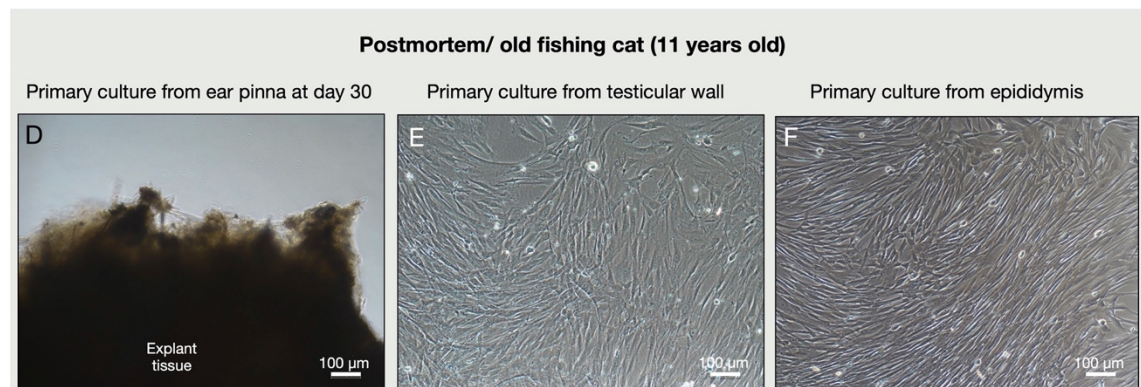 Postmortem/ old fishing cat (11 years old)
Primary culture from ear pinna at day 30
Primary culture from testicular wall
Primary culture from epididymis
D
E
F
Explant
tissue
100 µm
100 µm
100 µm